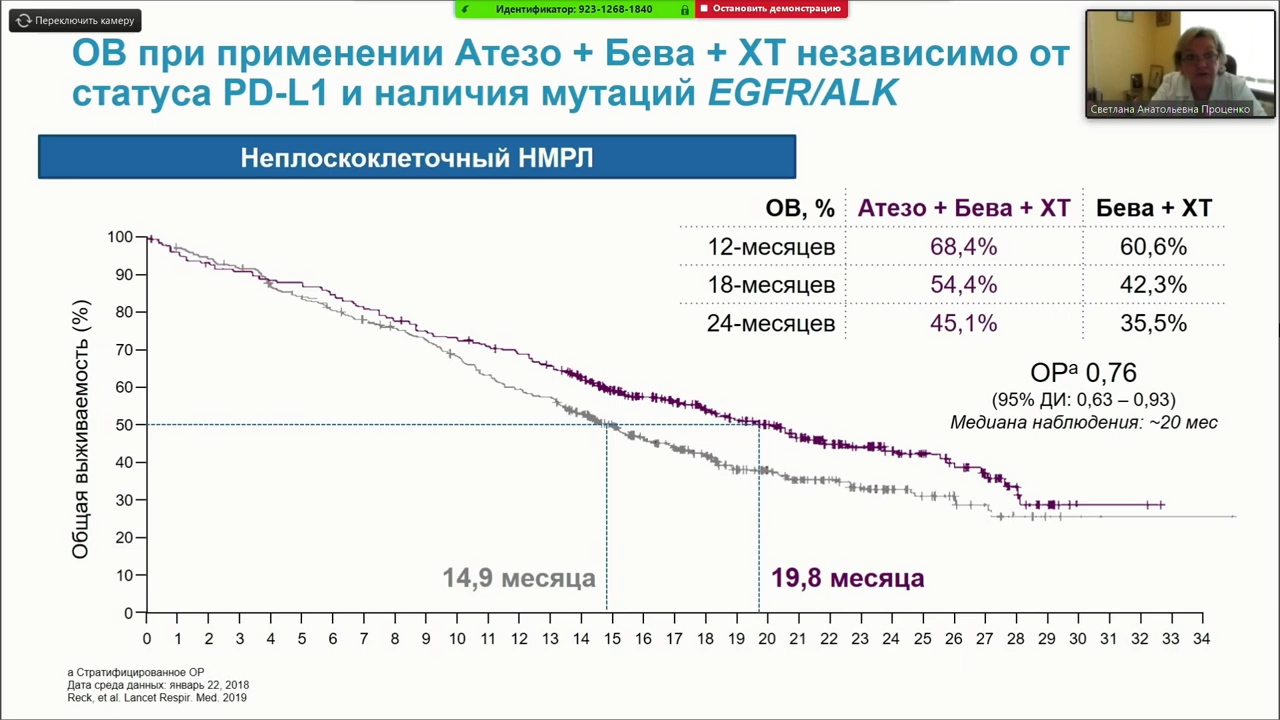 Переключить камеру
Идентификатор: 923-1268-1840
Остановить демонстрацию
ОВ при применении Атезо + Бева + ХТ независимо от
статуса PD-L1 и наличия мутаций EGFR/ALK
Светлана Анатольевна Проценко
Неплоскоклеточный НМРЛ
ОВ, % Атезо + Бева + ХТ Бева + ХТ
12-месяцев 68,4% 60,6%
18-месяцев 54,4% 42,3%
24-месяцев 45,1% 35,5%
ОРª 0,76
(95% ДИ: 0,63 – 0,93)
Медиана наблюдения: ~20 мес
Общая выживаемость (%)
100
90
80
70
60
50
40
30
20
10
0
14,9 месяца
19,8 месяца
0 1 2 3 4 5 6 7 8 9 10 11 12 13 14 15 16 17 18 19 20 21 22 23 24 25 26 27 28 29 30 31 32 33 34
а Стратифицированное ОР
Дата среза данных: январь 22, 2018
Reck, et al. Lancet Respir. Med. 2019